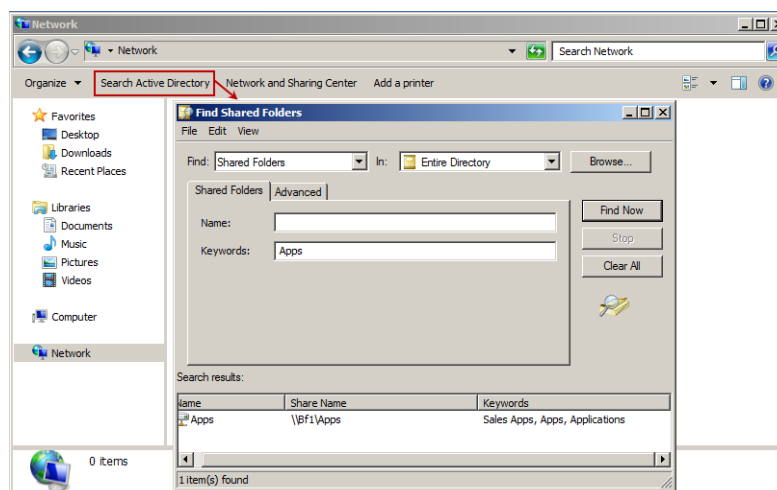 Network
Network
Search Network
Organize Search Active Directory Network and Sharing Center Add a printer
Favorites
Desktop
Downloads
Recent Places
Libraries
Documents
Music
Pictures
Videos
Computer
Network
0 items
Find Shared Folders
File Edit View
Find: Shared Folders In: Entire Directory Browse...
Shared Folders Advanced
Name:
Keywords: Apps
Find Now
Stop
Clear All
Search results:
Name Share Name Keywords
Apps \\Bf1\Apps Sales Apps, Apps, Applications
1 item(s) found